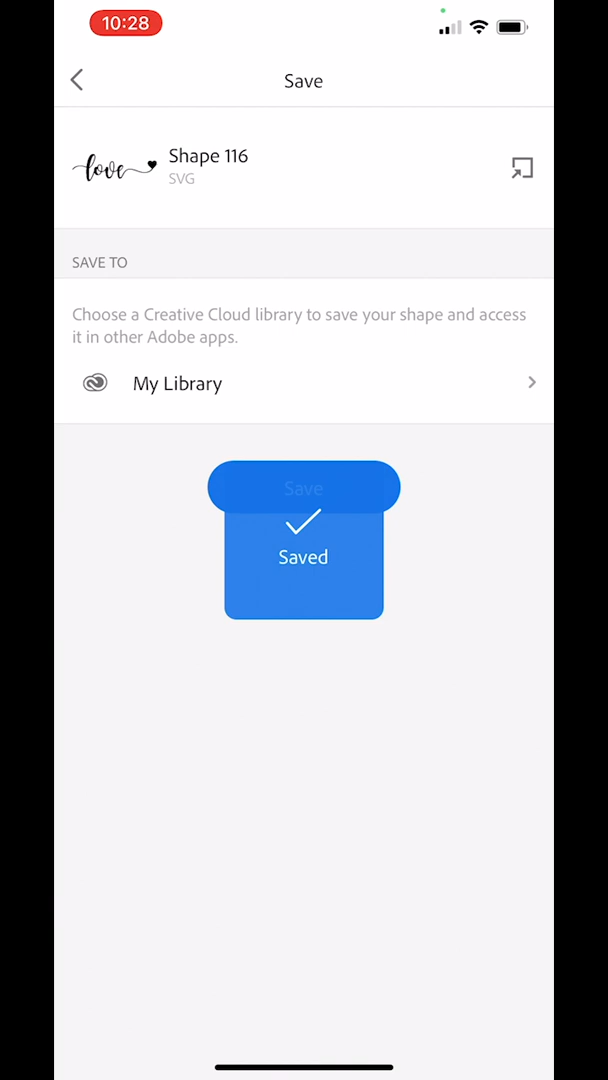 10:28
Save
love
Shape 116
SVG
SAVE TO
Choose a Creative Cloud library to save your shape and access
it in other Adobe apps.
My Library
Save
Saved